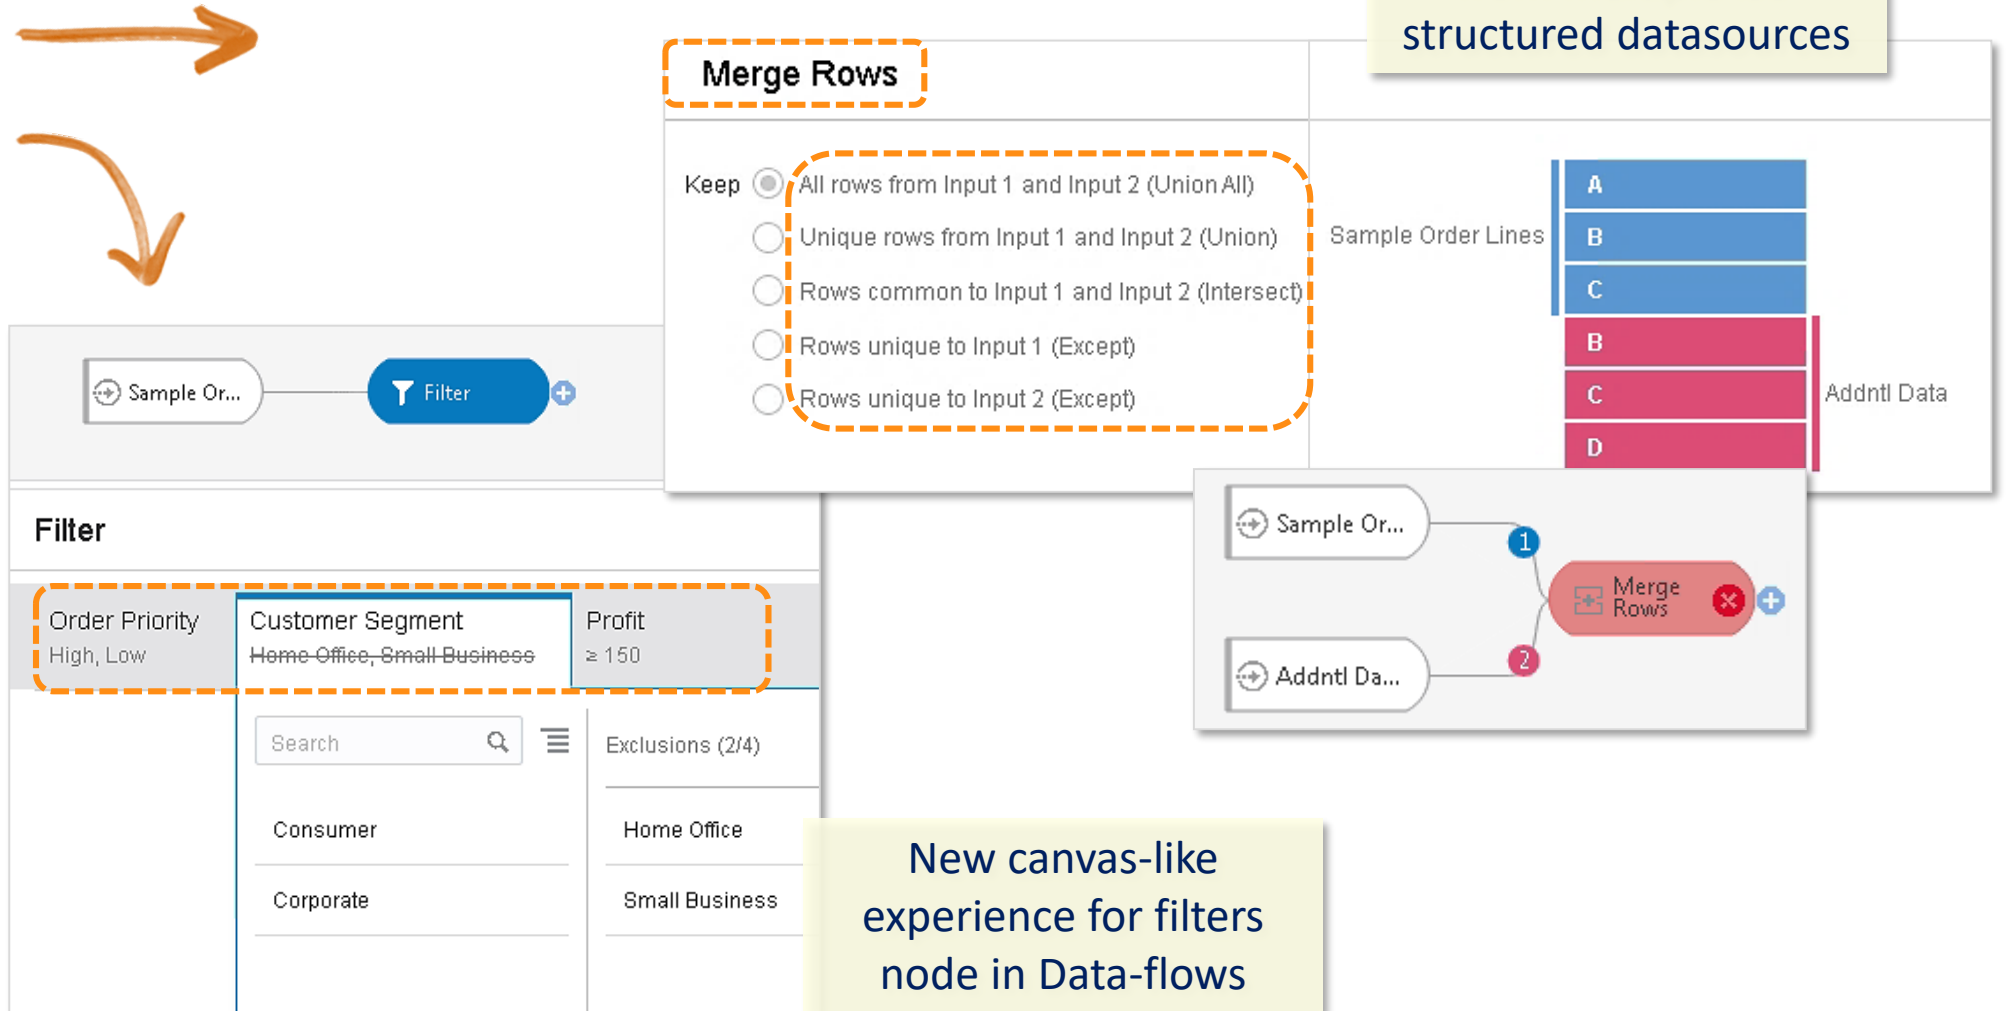 structured datasources
Merge Rows
Keep
All rows from Input 1 and Input 2 (Union All)
Unique rows from Input 1 and Input 2 (Union)
Rows common to Input 1 and Input 2 (Intersect)
Rows unique to Input 1 (Except)
Rows unique to Input 2 (Except)
Sample Order Lines
A
B
C
B
C
D
Addntl Data
Sample Or...
Filter
Sample Or...
1
Merge
Rows
2
Addntl Da...
Filter
Order Priority
High, Low
Customer Segment
Home Office, Small Business
Profit
≥ 150
Search
Exclusions (2/4)
Consumer
Home Office
Corporate
Small Business
New canvas-like
experience for filters
node in Data-flows